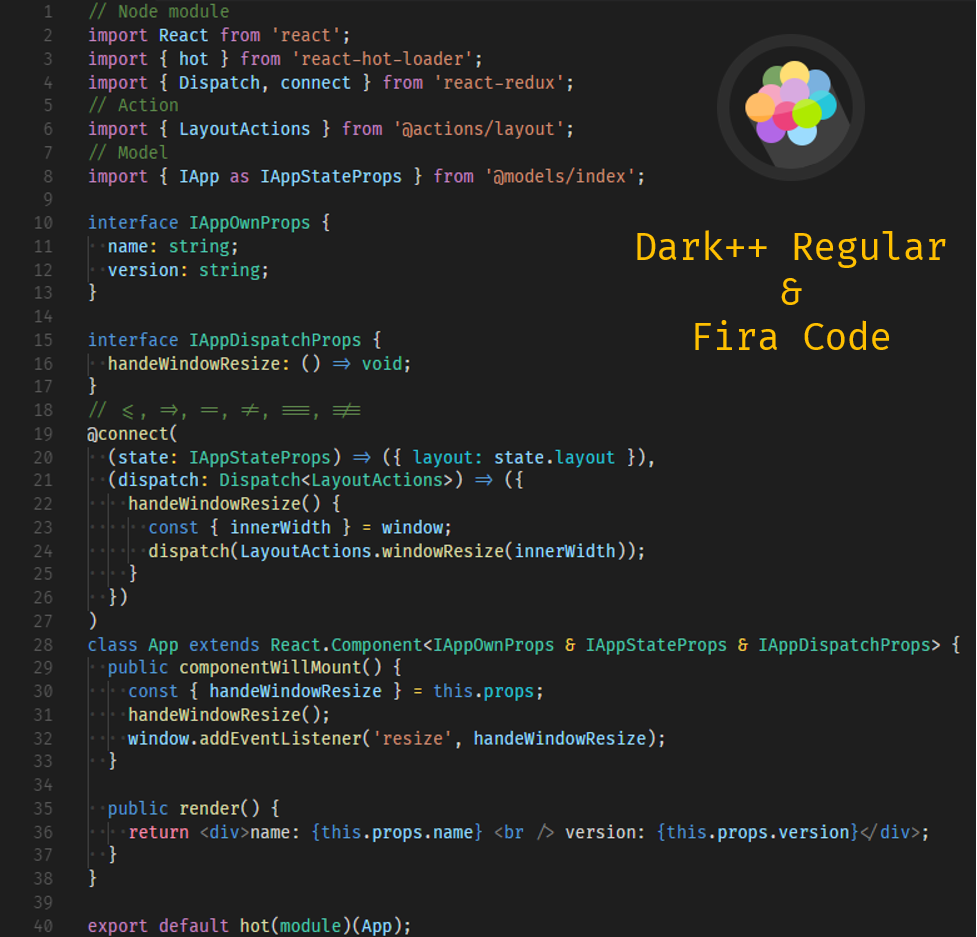 1 // Node module
2 import React from 'react';
3 import { hot } from 'react-hot-loader';
4 import { Dispatch, connect } from 'react-redux';
5 // Action
6 import { LayoutActions } from '@actions/layout';
7 // Model
8 import { IApp as IAppStateProps } from '@models/index';
9
10 interface IAppOwnProps {
11   name: string;
12   version: string;
13 }
14
15 interface IAppDispatchProps {
16   handeWindowResize: () => void;
17 }
18 // <=, =>, ==, !=, ===, !==
19 @connect(
20   (state: IAppStateProps) => ({ layout: state.layout }),
21   (dispatch: Dispatch<LayoutActions>) => ({
22     handeWindowResize() {
23       const { innerWidth } = window;
24       dispatch(LayoutActions.windowResize(innerWidth));
25     }
26   })
27 )
28 class App extends React.Component<IAppOwnProps & IAppStateProps & IAppDispatchProps> {
29   public componentWillMount() {
30     const { handeWindowResize } = this.props;
31     handeWindowResize();
32     window.addEventListener('resize', handeWindowResize);
33   }
34
35   public render() {
36     return <div>name: {this.props.name} <br /> version: {this.props.version}</div>;
37   }
38 }
39
40 export default hot(module)(App);
Dark++ Regular
&
Fira Code